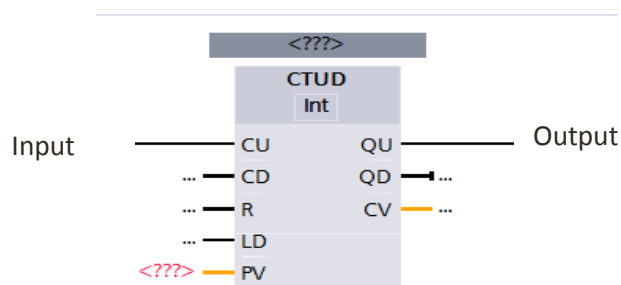 <???>
CTUD
Int
Input CU QU Output
... CD QD ...
... R CV ...
... LD
<???> PV